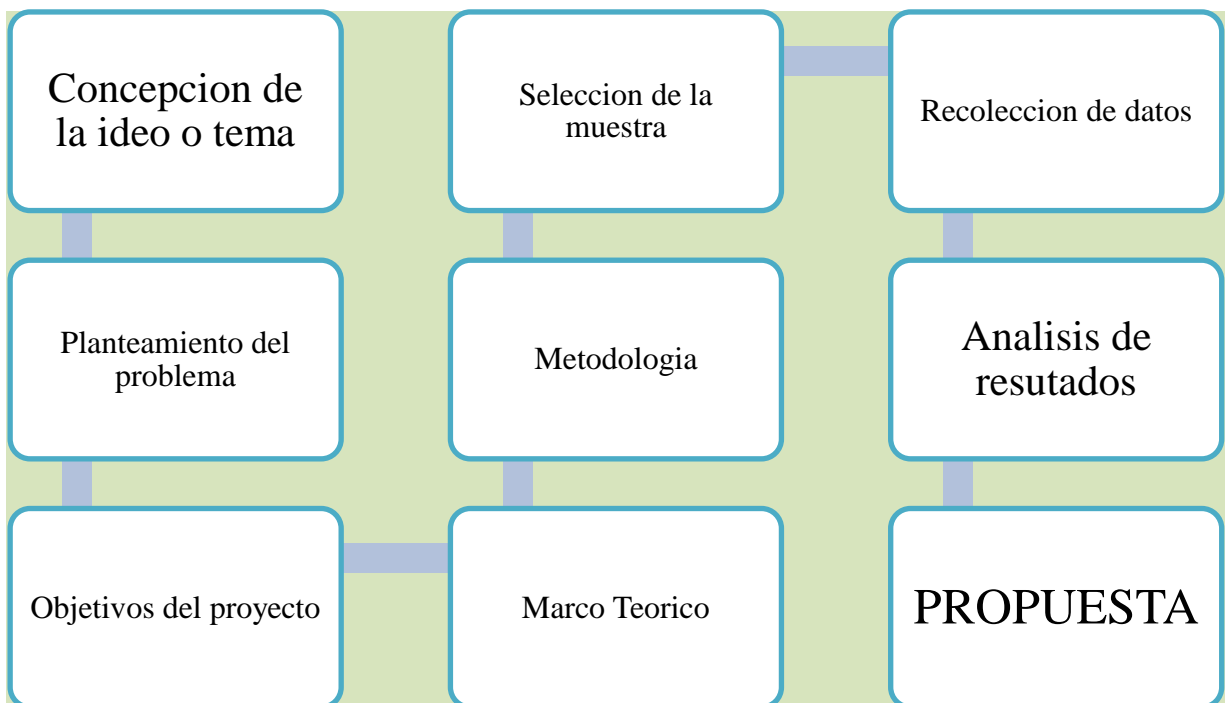 Concepcion de
la ideo o tema
Planteamiento del
problema
Objetivos del proyecto
Marco Teorico
Metodologia
Seleccion de la
muestra
Recoleccion de datos
Analisis de
resutados
PROPUESTA